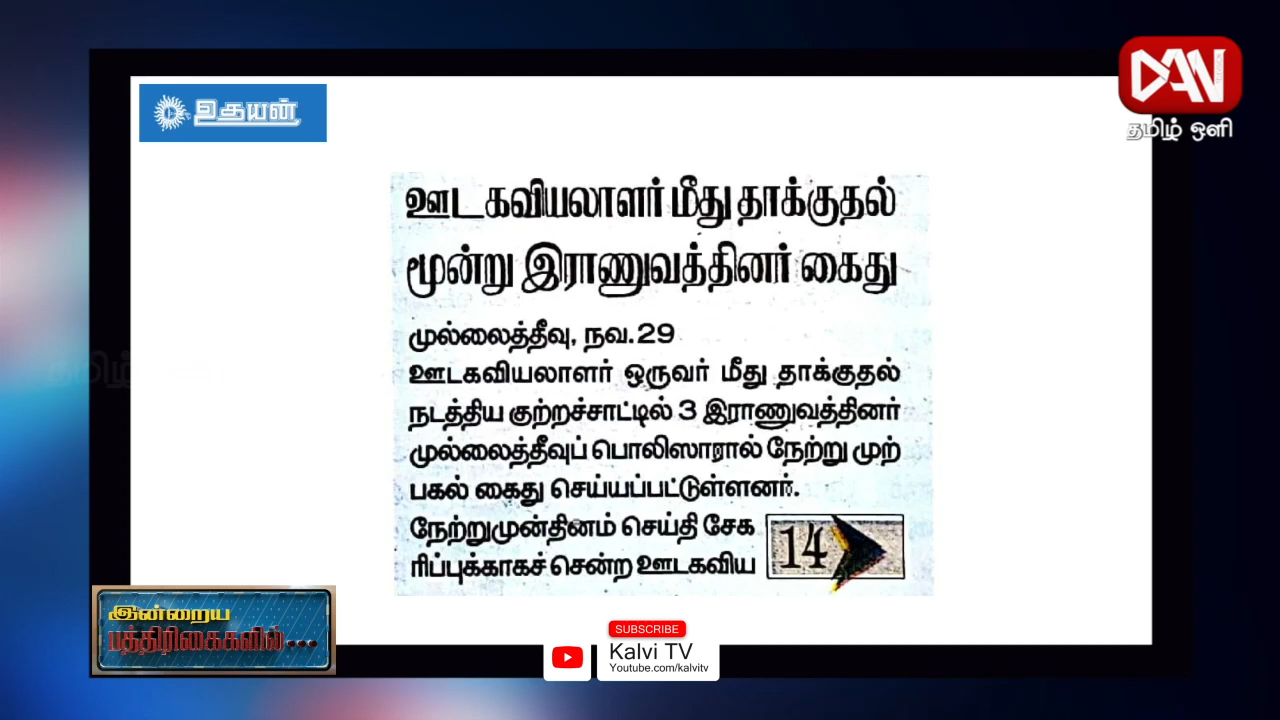 உதயன்
DAN
தமிழ் ஒளி
ஊடகவியலாளர் மீது தாக்குதல்
மூன்று இராணுவத்தினர் கைது
முல்லைத்தீவு, நவ.29
ஊடகவியலாளர் ஒருவர் மீது தாக்குதல்
நடத்திய குற்றச்சாட்டில் 3 இராணுவத்தினர்
முல்லைத்தீவுப் பொலிஸாரால் நேற்று முற்
பகல் கைது செய்யப்பட்டுள்ளனர்.
நேற்றுமுன்தினம் செய்தி சேக
ரிப்புக்காகச் சென்ற ஊடகவிய
14
இன்றைய
பத்திரிகைகளில்...
SUBSCRIBE
Kalvi TV
Youtube.com/kalvitv